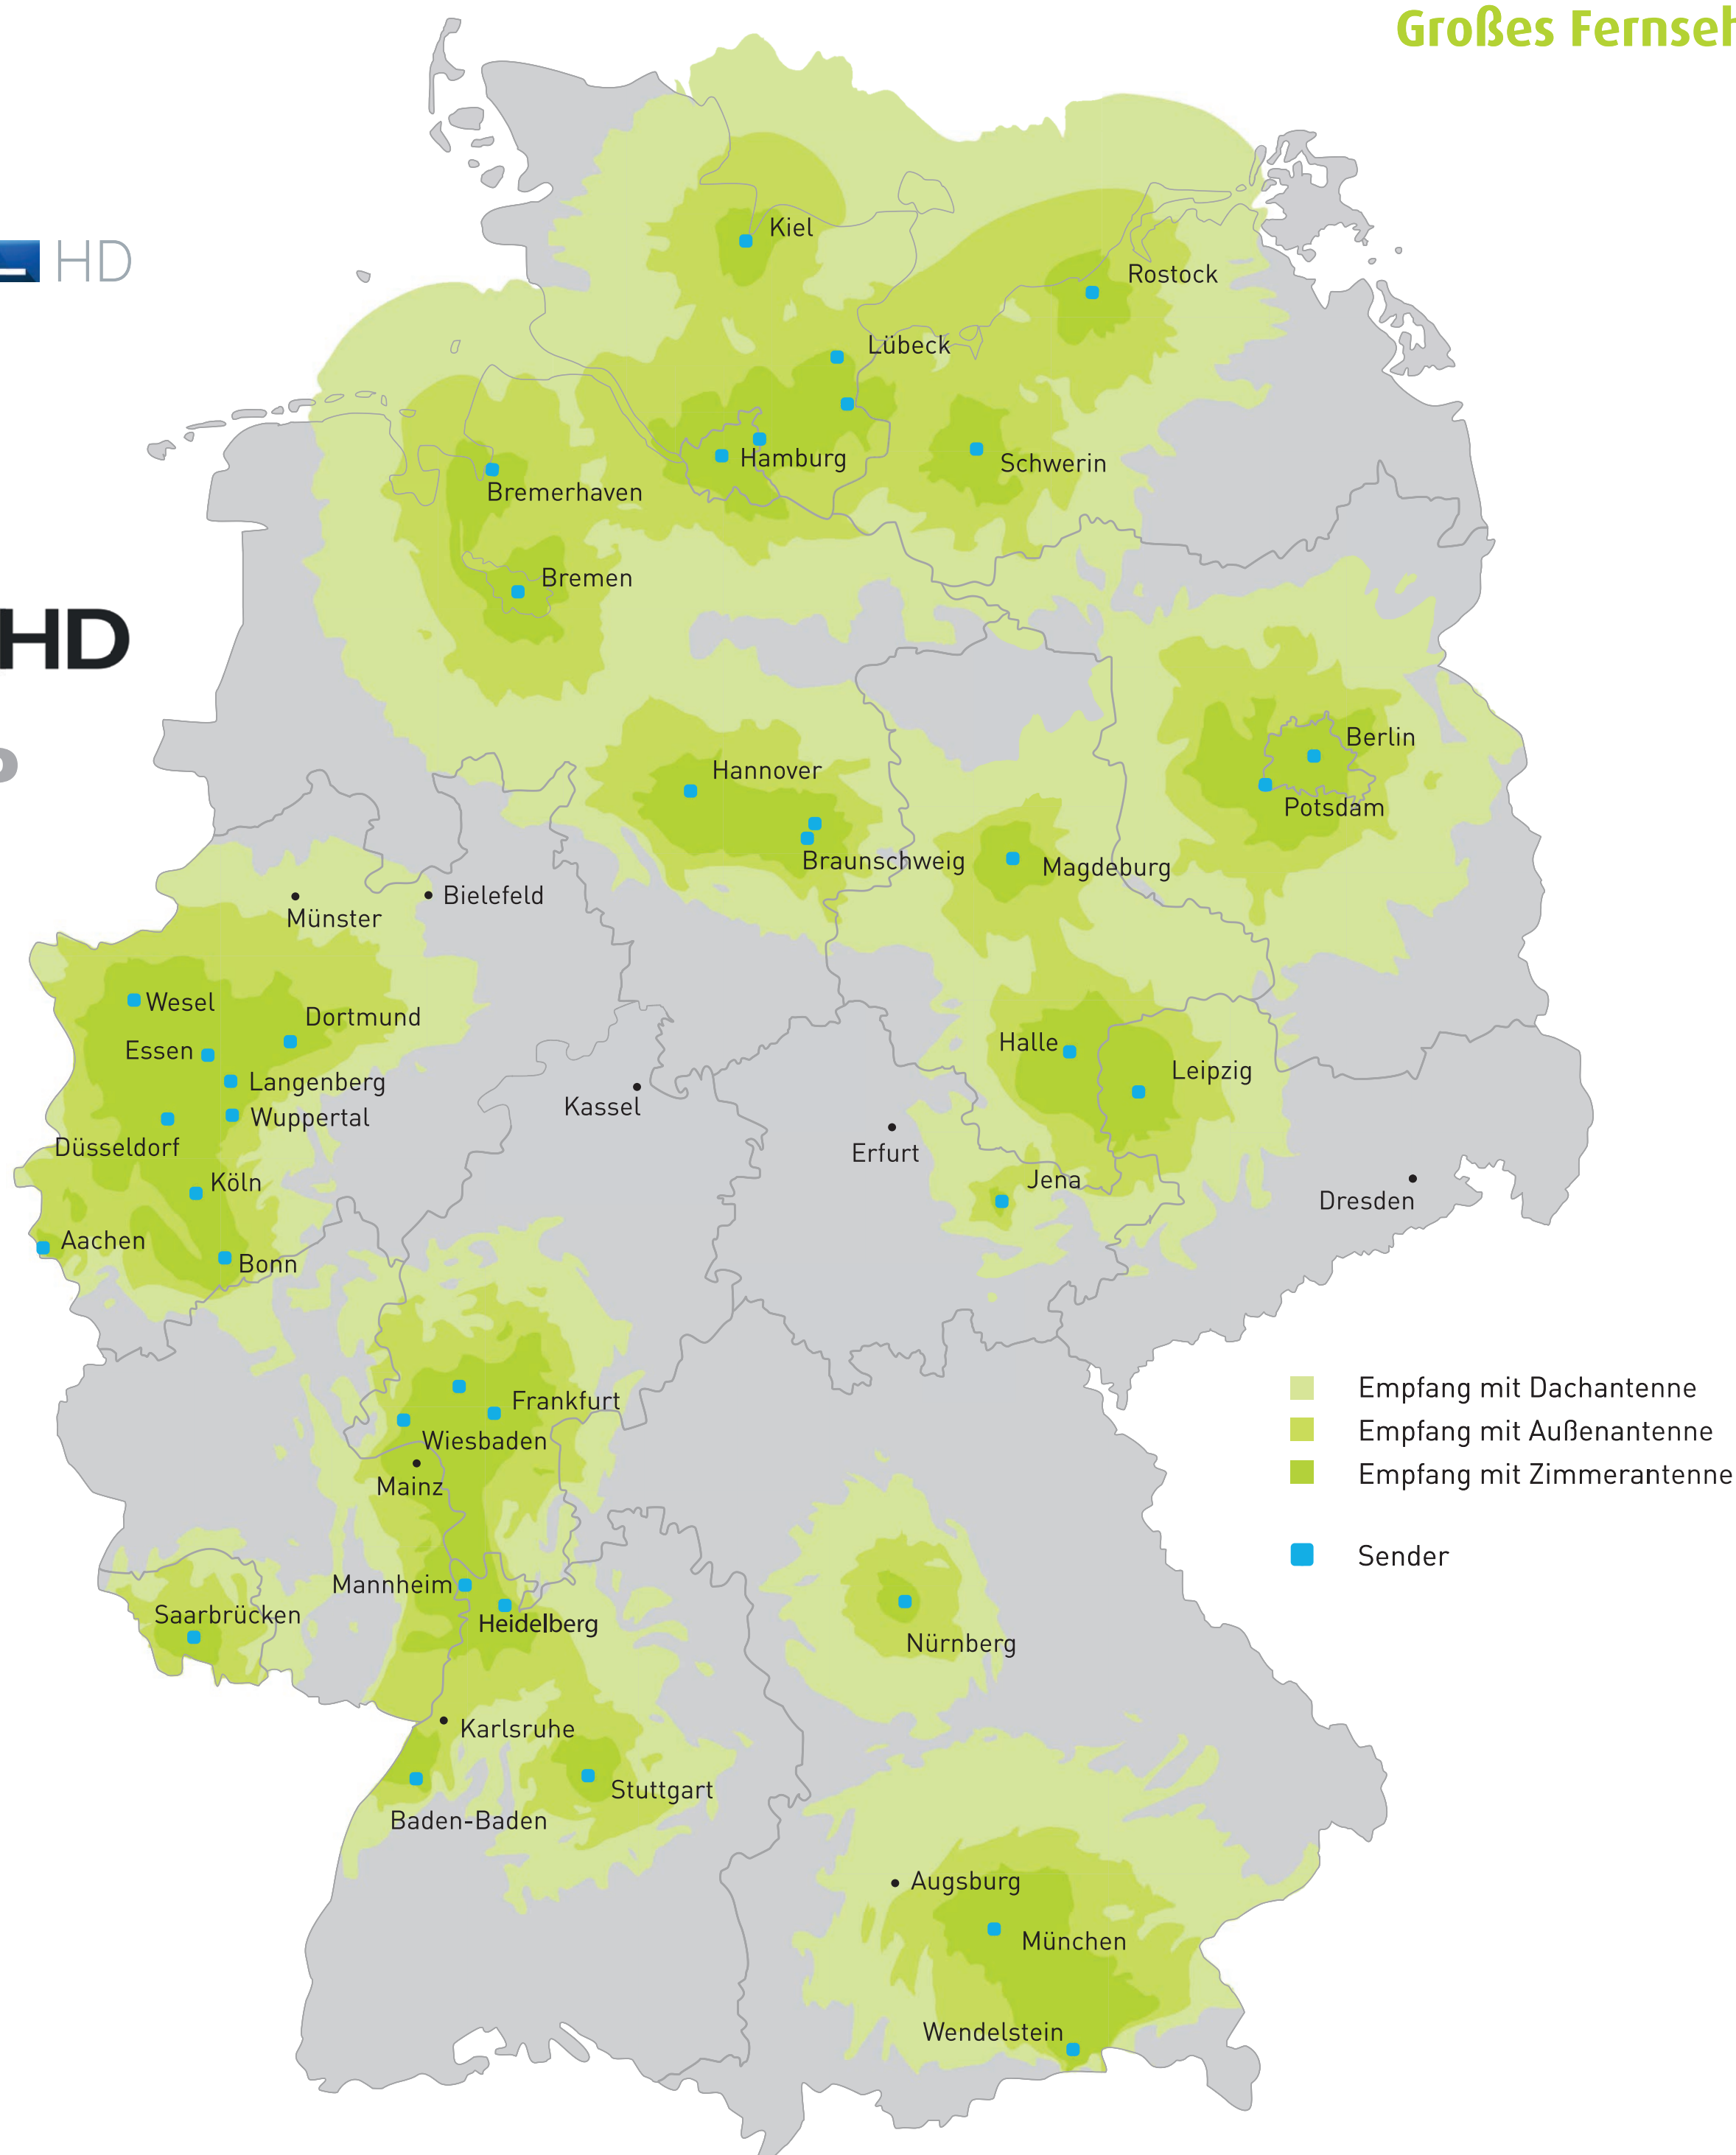 Großes Fernseh
HD
HD
Kiel
Rostock
Lübeck
Hamburg
Schwerin
Bremerhaven
Bremen
Berlin
Hannover
Potsdam
Braunschweig
Magdeburg
Bielefeld
Münster
Wesel
Dortmund
Essen
Halle
Langenberg
Leipzig
Kassel
Wuppertal
Düsseldorf
Erfurt
Köln
Jena
Dresden
Aachen
Bonn
Empfang mit Dachantenne
Empfang mit Außenantenne
Empfang mit Zimmerantenne
Sender
Frankfurt
Wiesbaden
Mainz
Mannheim
Saarbrücken
Heidelberg
Nürnberg
Karlsruhe
Stuttgart
Baden-Baden
Augsburg
München
Wendelstein